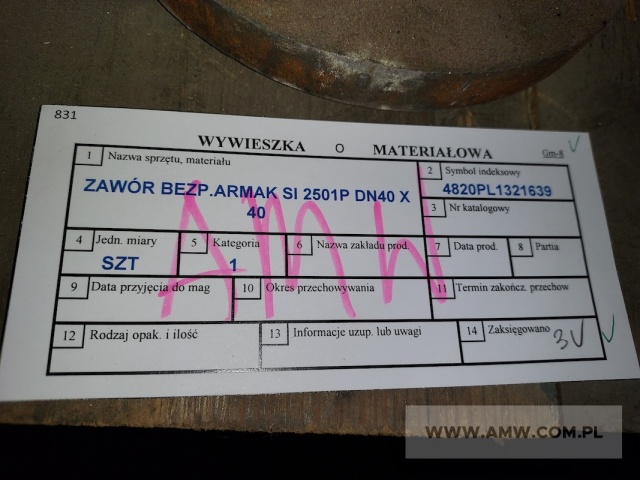 831
WYWIESZKA O MATERIAŁOWA Gm-8
1 Nazwa sprzętu, materiału
ZAWÓR BEZP.ARMAK SI 2501P DN40 X
40
2 Symbol indeksowy
4820PL1321639
3 Nr katalogowy
4 Jedn. miary
SZT
5 Kategoria
1
6 Nazwa zakładu prod.
7 Data prod.
8 Partia
9 Data przyjęcia do mag
10 Okres przechowywania
11 Termin zakończ. przechow
12 Rodzaj opak. i ilość
13 Informacje uzup. lub uwagi
14 Zaksięgowano
AMW
WWW.AMW.COM.PL